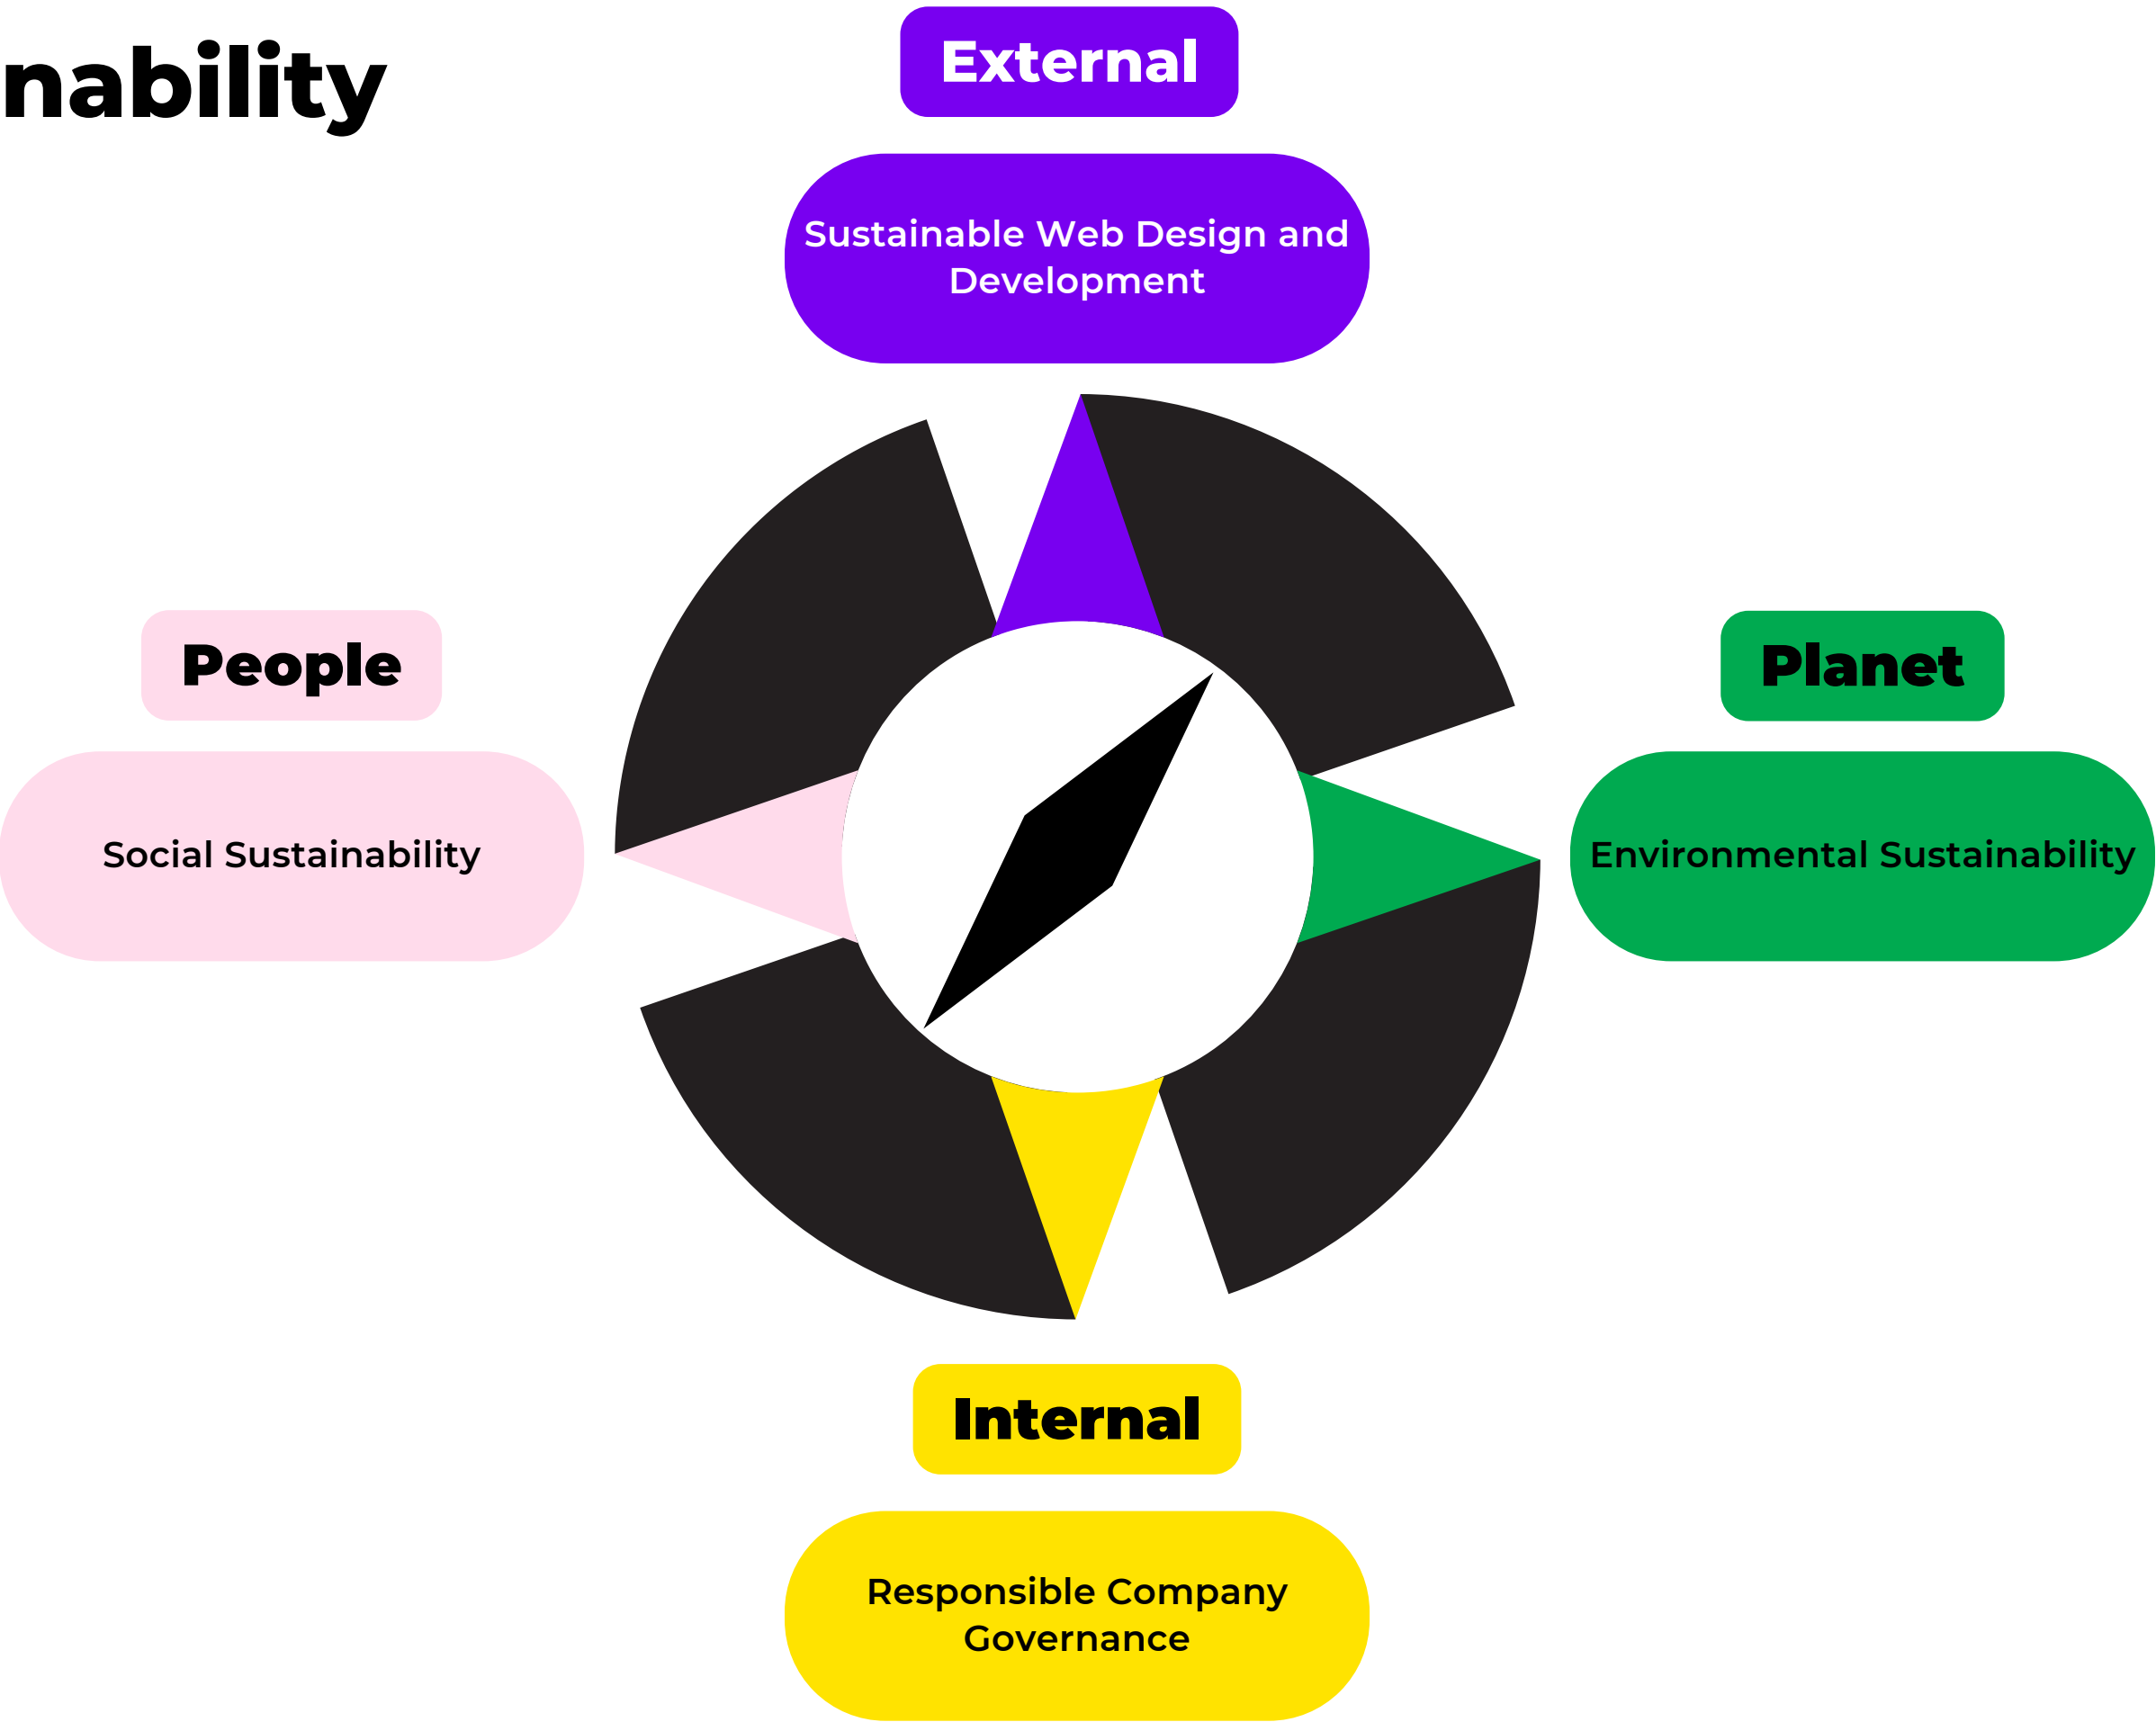 nability
External
Sustainable Web Design and
Development
People
Social Sustainability
Planet
Environmental Sustainability
Internal
Responsible Company
Governance